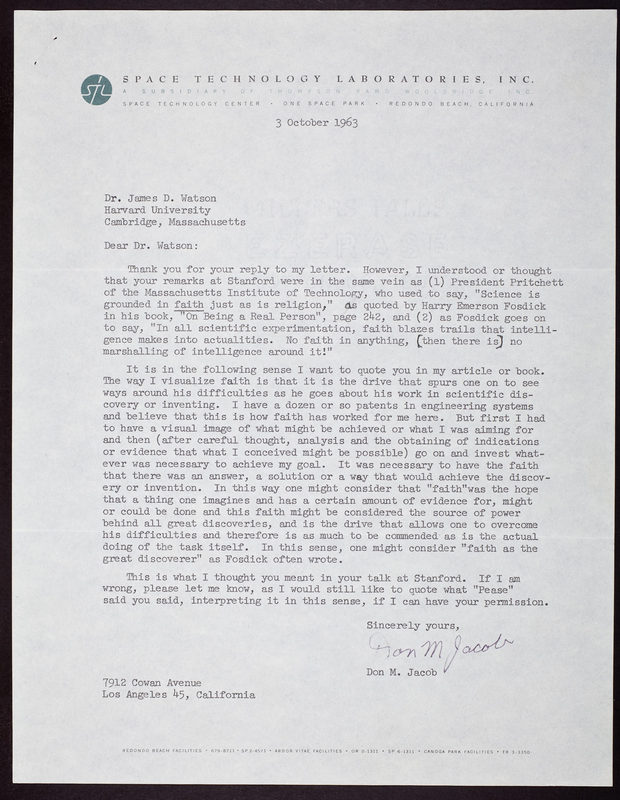 SPACE TECHNOLOGY LABORATORIES, INC.
A SUBSIDIARY OF THOMPSON RAMO WOOLDRIDGE INC.
SPACE TECHNOLOGY CENTER • ONE SPACE PARK • REDONDO BEACH, CALIFORNIA
3 October 1963
Dr. James D. Watson
Harvard University
Cambridge, Massachusetts
Dear Dr. Watson:
Thank you for your reply to my letter. However, I understood or thought
that your remarks at Stanford were in the same vein as (1) President Pritchett
of the Massachusetts Institute of Technology, who used to say, "Science is
grounded in faith just as is religion," As quoted by Harry Emerson Fosdick
in his book, "On Being a Real Person", page 242, and (2) as Fosdick goes on
to say, "In all scientific experimentation, faith blazes trails that intelli-
gence makes into actualities. No faith in anything, [then there is] no
marshalling of intelligence around it!"
It is in the following sense I want to quote you in my article or book.
The way I visualize faith is that it is the drive that spurs one on to see
ways around his difficulties as he goes about his work in scientific dis-
covery or inventing. I have a dozen or so patents in engineering systems
and believe that this is how faith has worked for me here. But first I had
to have a visual image of what might be achieved or what I was aiming for
and then (after careful thought, analysis and the obtaining of indications
or evidence that what I conceived might be possible) go on and invest what-
ever was necessary to achieve my goal. It was necessary to have the faith
that there was an answer, a solution or a way that would achieve the discov-
ery or invention. In this way one might consider that "faith"was the hope
that a thing one imagines and has a certain amount of evidence for, might
or could be done and this faith might be considered the source of power
behind all great discoveries, and is the drive that allows one to overcome
his difficulties and therefore is as much to be commended as is the actual
doing of the task itself. In this sense, one might consider "faith as the
great discoverer" as Fosdick often wrote.
This is what I thought you meant in your talk at Stanford. If I am
wrong, please let me know, as I would still like to quote what "Pease"
said you said, interpreting it in this sense, if I can have your permission.
Sincerely yours,
Don M Jacob
Don M. Jacob
7912 Cowan Avenue
Los Angeles 45, California
REDONDO BEACH FACILITIES • 679-8711 • SP 2-4571 • ARBOR VITAE FACILITIES • OR 0-1311 • SP 6-1311 • CANOGA PARK FACILITIES •